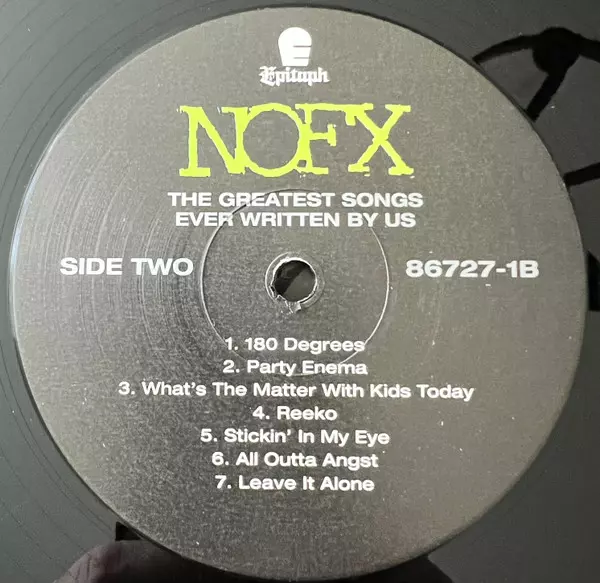 Epitaph
NOFX
THE GREATEST SONGS
EVER WRITTEN BY US
SIDE TWO
86727-1B
1. 180 Degrees
2. Party Enema
3. What's The Matter With Kids Today
4. Reeko
5. Stickin' In My Eye
6. All Outta Angst
7. Leave It Alone